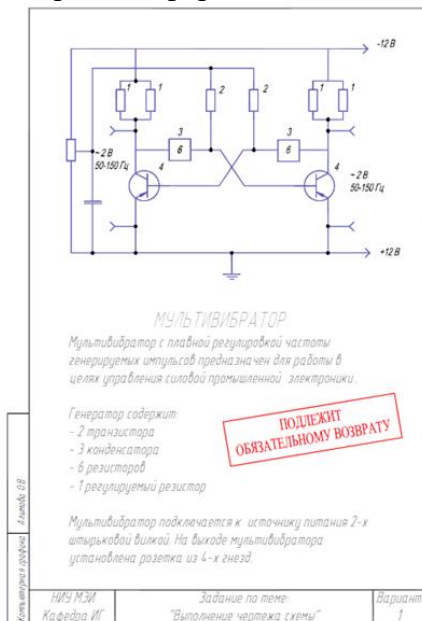 -12 В
1 1 2 2 1 1
3 3
6 6
~2 В
50-150 Гц
4 4
~2 В
50-150 Гц
+12 В
МУЛЬТИВИБРАТОР
Мультивибратор с плавной регулировкой частоты
генерируемых импульсов предназначен для работы в
целях управления силовой промышленной электроники.
Генератор содержит:
- 2 транзистора
- 3 конденсатора
- 6 резисторов
- 1 регулируемый резистор
ПОДЛЕЖИТ
ОБЯЗАТЕЛЬНОМУ ВОЗВРАТУ
Мультивибратор подключается к источнику питания 2-х
штырьковой вилкой. На выходе мультивибратора
установлена розетка из 4-х гнезд.
Компьютерная графика
Алимова О.В.
НИУ МЭИ
Кафедра ИГ
Задание по теме:
"Выполнение чертежа схемы"
Вариант
1